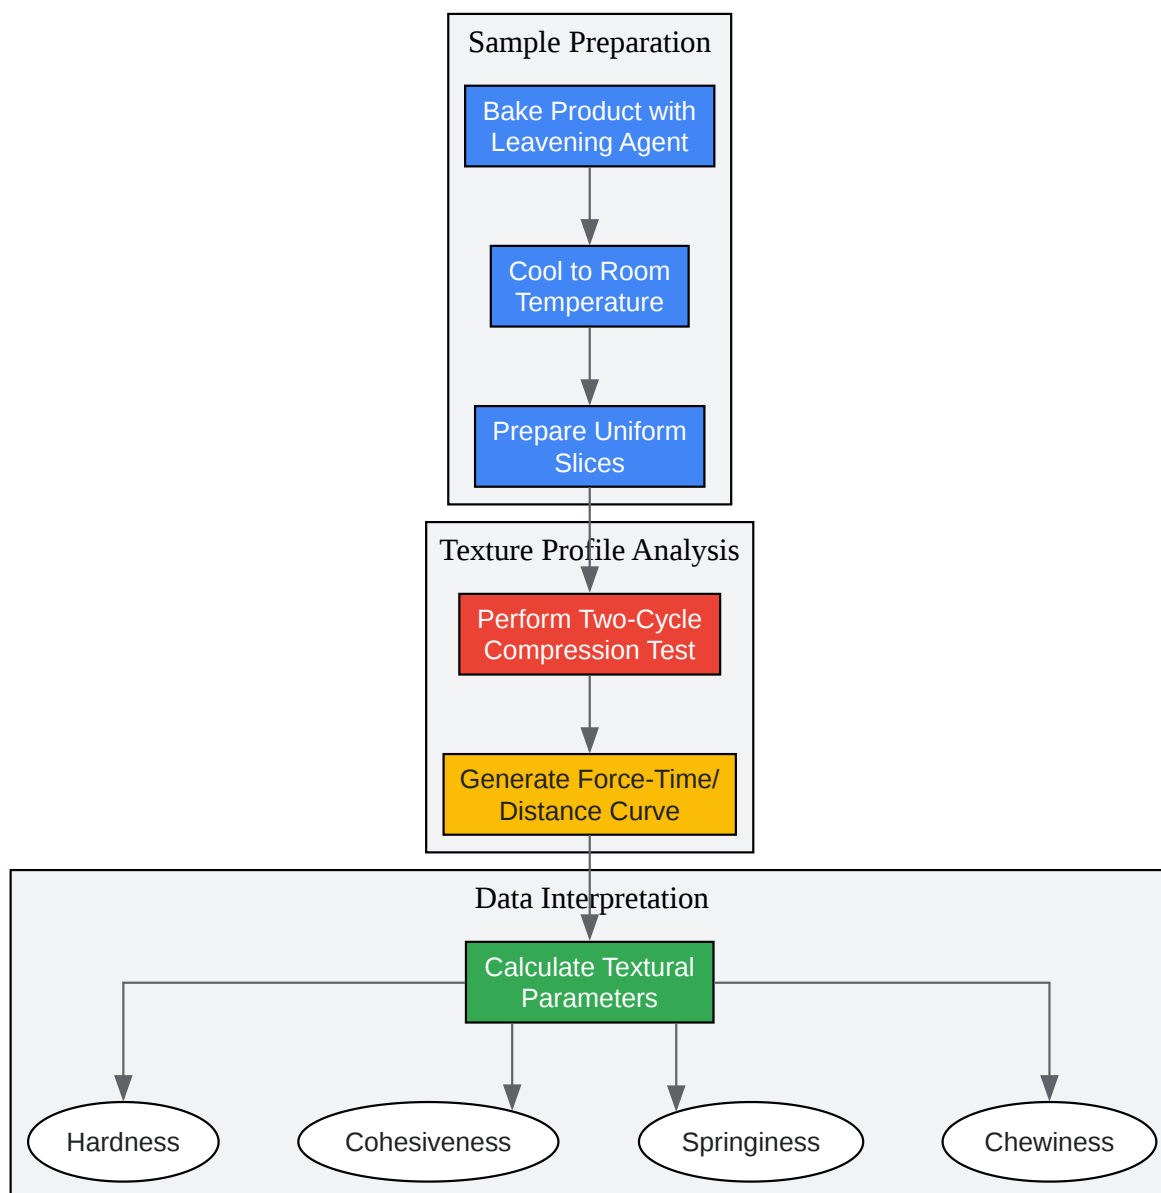 Sample Preparation
Bake Product with
Leavening Agent
Cool to Room
Temperature
Prepare Uniform
Slices
Texture Profile Analysis
Perform Two-Cycle
Compression Test
Generate Force-Time/
Distance Curve
Data Interpretation
Calculate Textural
Parameters
Hardness
Cohesiveness
Springiness
Chewiness